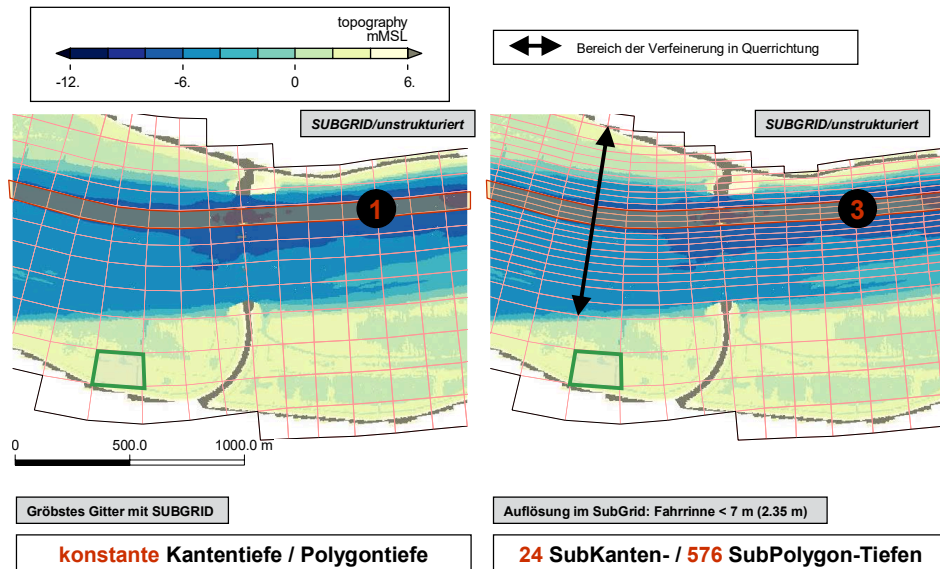 topography
mMSL
-12. -6. 0 6.
Bereich der Verfeinerung in Querrichtung
SUBGRID/unstrukturiert
SUBGRID/unstrukturiert
1
3
0 500.0 1000.0 m
Gröbstes Gitter mit SUBGRID
Auflösung im SubGrid: Fahrrinne < 7 m (2.35 m)
konstante Kantentiefe / Polygontiefe
24 SubKanten- / 576 SubPolygon-Tiefen